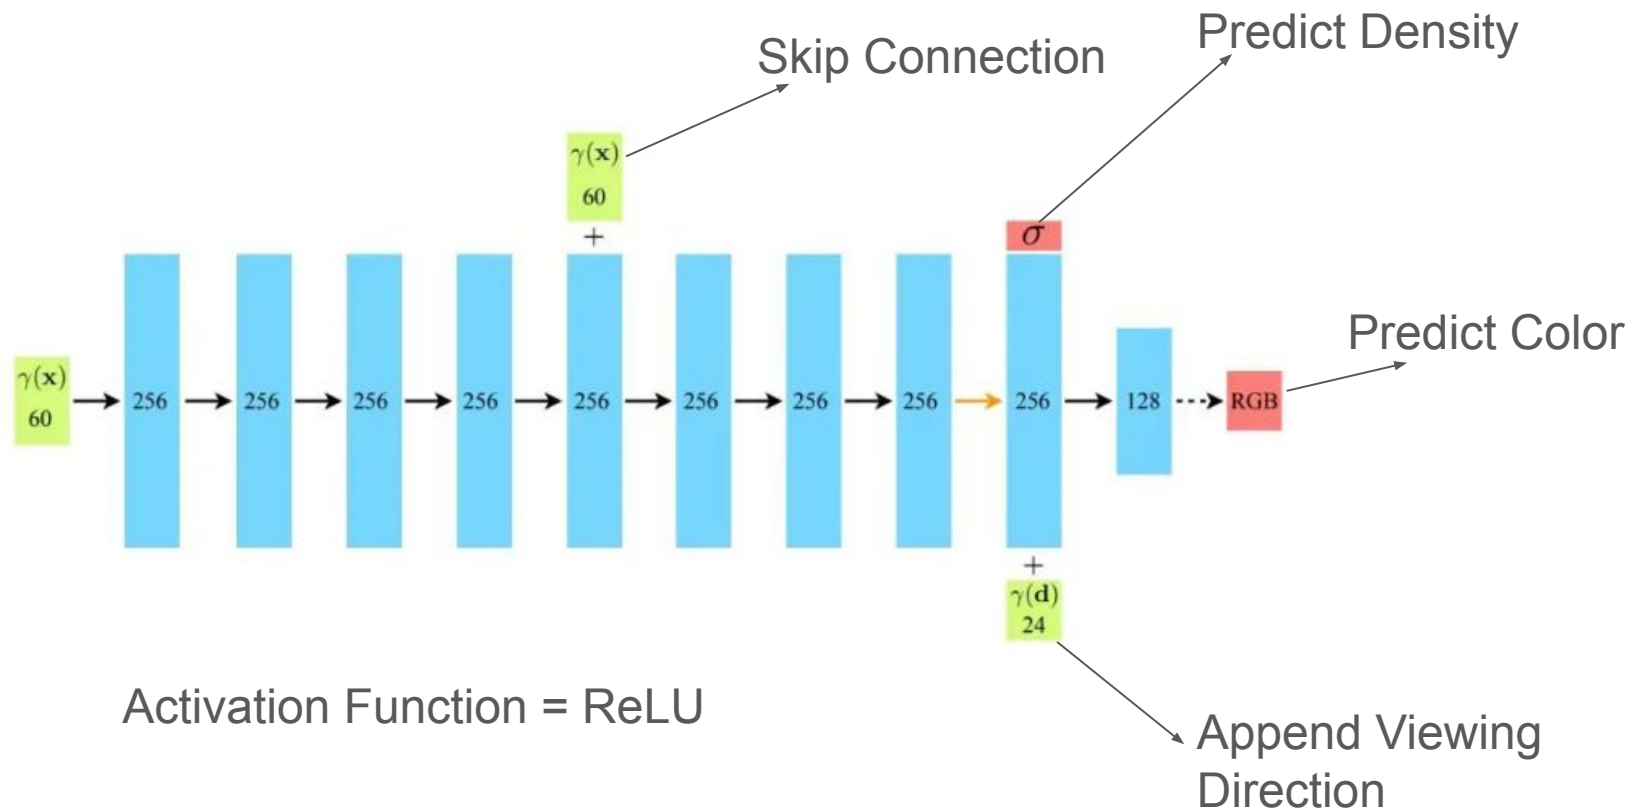 Skip Connection
Predict Density
γ(x)
60
+
σ
Predict Color
γ(x)
60
256
256
256
256
256
256
256
256
256
128
RGB
+
γ(d)
24
Activation Function = ReLU
Append Viewing
Direction